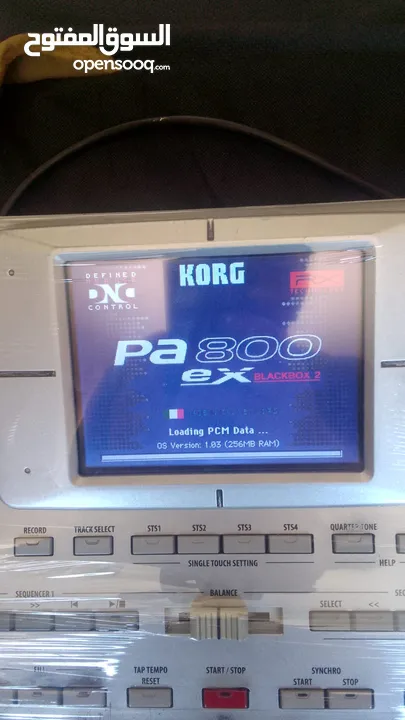 السوق المفتوح
opensooq.com
DEFINED
DNC
CONTROL
KORG
Pa800
eX BLACKBOX 2
Loading PCM Data ...
OS Version: 1.03 (256MB RAM)
RECORD
TRACK SELECT
STS1
STS2
STS3
STS4
QUARTER TONE
SINGLE TOUCH SETTING
HELP
SEQUENCER 1
BALANCE
>>
SELECT
<<
TAP TEMPO
RESET
START / STOP
SYNCHRO
START
STOP